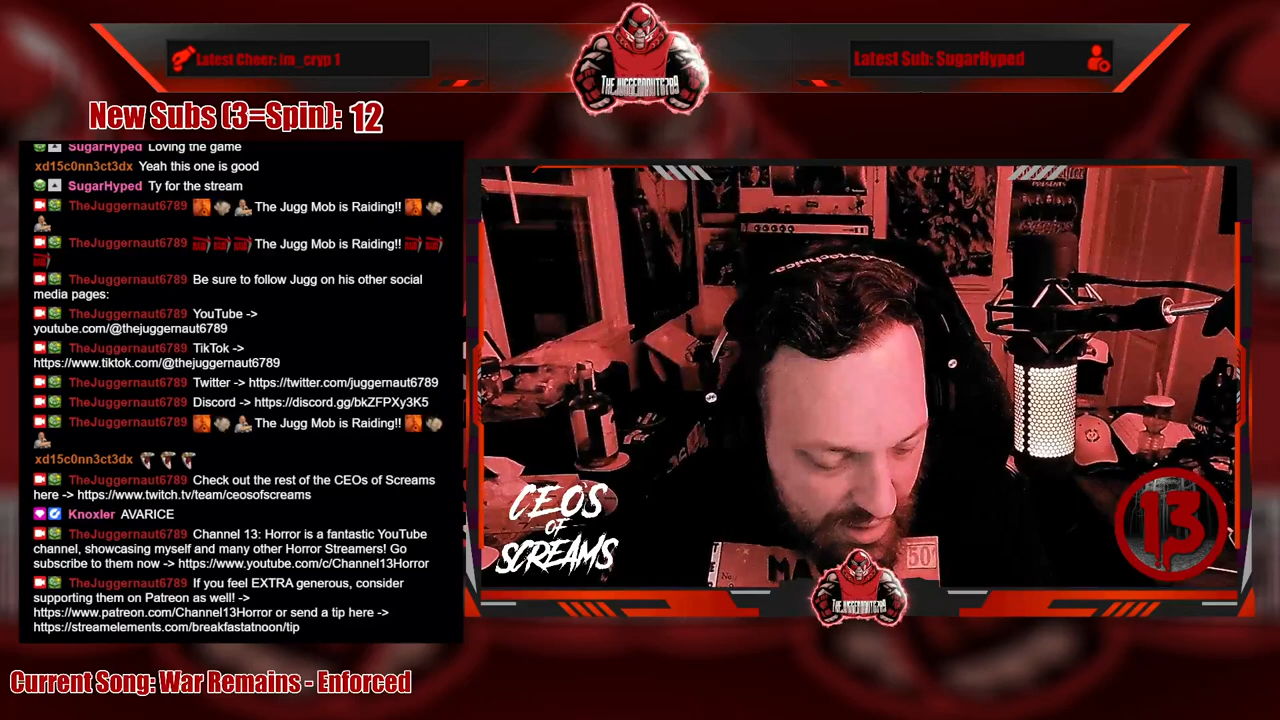 Latest Cheer: im_cryp 1
THEJUGGERNAUT6789
Latest Sub: SugarHyped
New Subs (3=Spin): 12
SugarHyped Loving the game
xd15c0nn3ct3dx Yeah this one is good
SugarHyped Ty for the stream
TheJuggernaut6789 The Jugg Mob is Raiding!!
TheJuggernaut6789 The Jugg Mob is Raiding!!
TheJuggernaut6789 Be sure to follow Jugg on his other social
media pages:
TheJuggernaut6789 YouTube ->
youtube.com/@thejuggernaut6789
TheJuggernaut6789 TikTok ->
https://www.tiktok.com/@thejuggernaut6789
TheJuggernaut6789 Twitter -> https://twitter.com/juggernaut6789
TheJuggernaut6789 Discord -> https://discord.gg/bkZFPXy3K5
TheJuggernaut6789 The Jugg Mob is Raiding!!
xd15c0nn3ct3dx
TheJuggernaut6789 Check out the rest of the CEOs of Screams
here -> https://www.twitch.tv/team/ceosofscreams
Knoxler AVARICE
TheJuggernaut6789 Channel 13: Horror is a fantastic YouTube
channel, showcasing myself and many other Horror Streamers! Go
subscribe to them now -> https://www.youtube.com/c/Channel13Horror
TheJuggernaut6789 If you feel EXTRA generous, consider
supporting them on Patreon as well! ->
https://www.patreon.com/Channel13Horror or send a tip here ->
https://streamelements.com/breakfastatnoon/tip
PRESENTS
audio-technica
CEOS
OF
SCREAMS
13
MA
501
THEJUGGERNAUT6789
Current Song: War Remains - Enforced